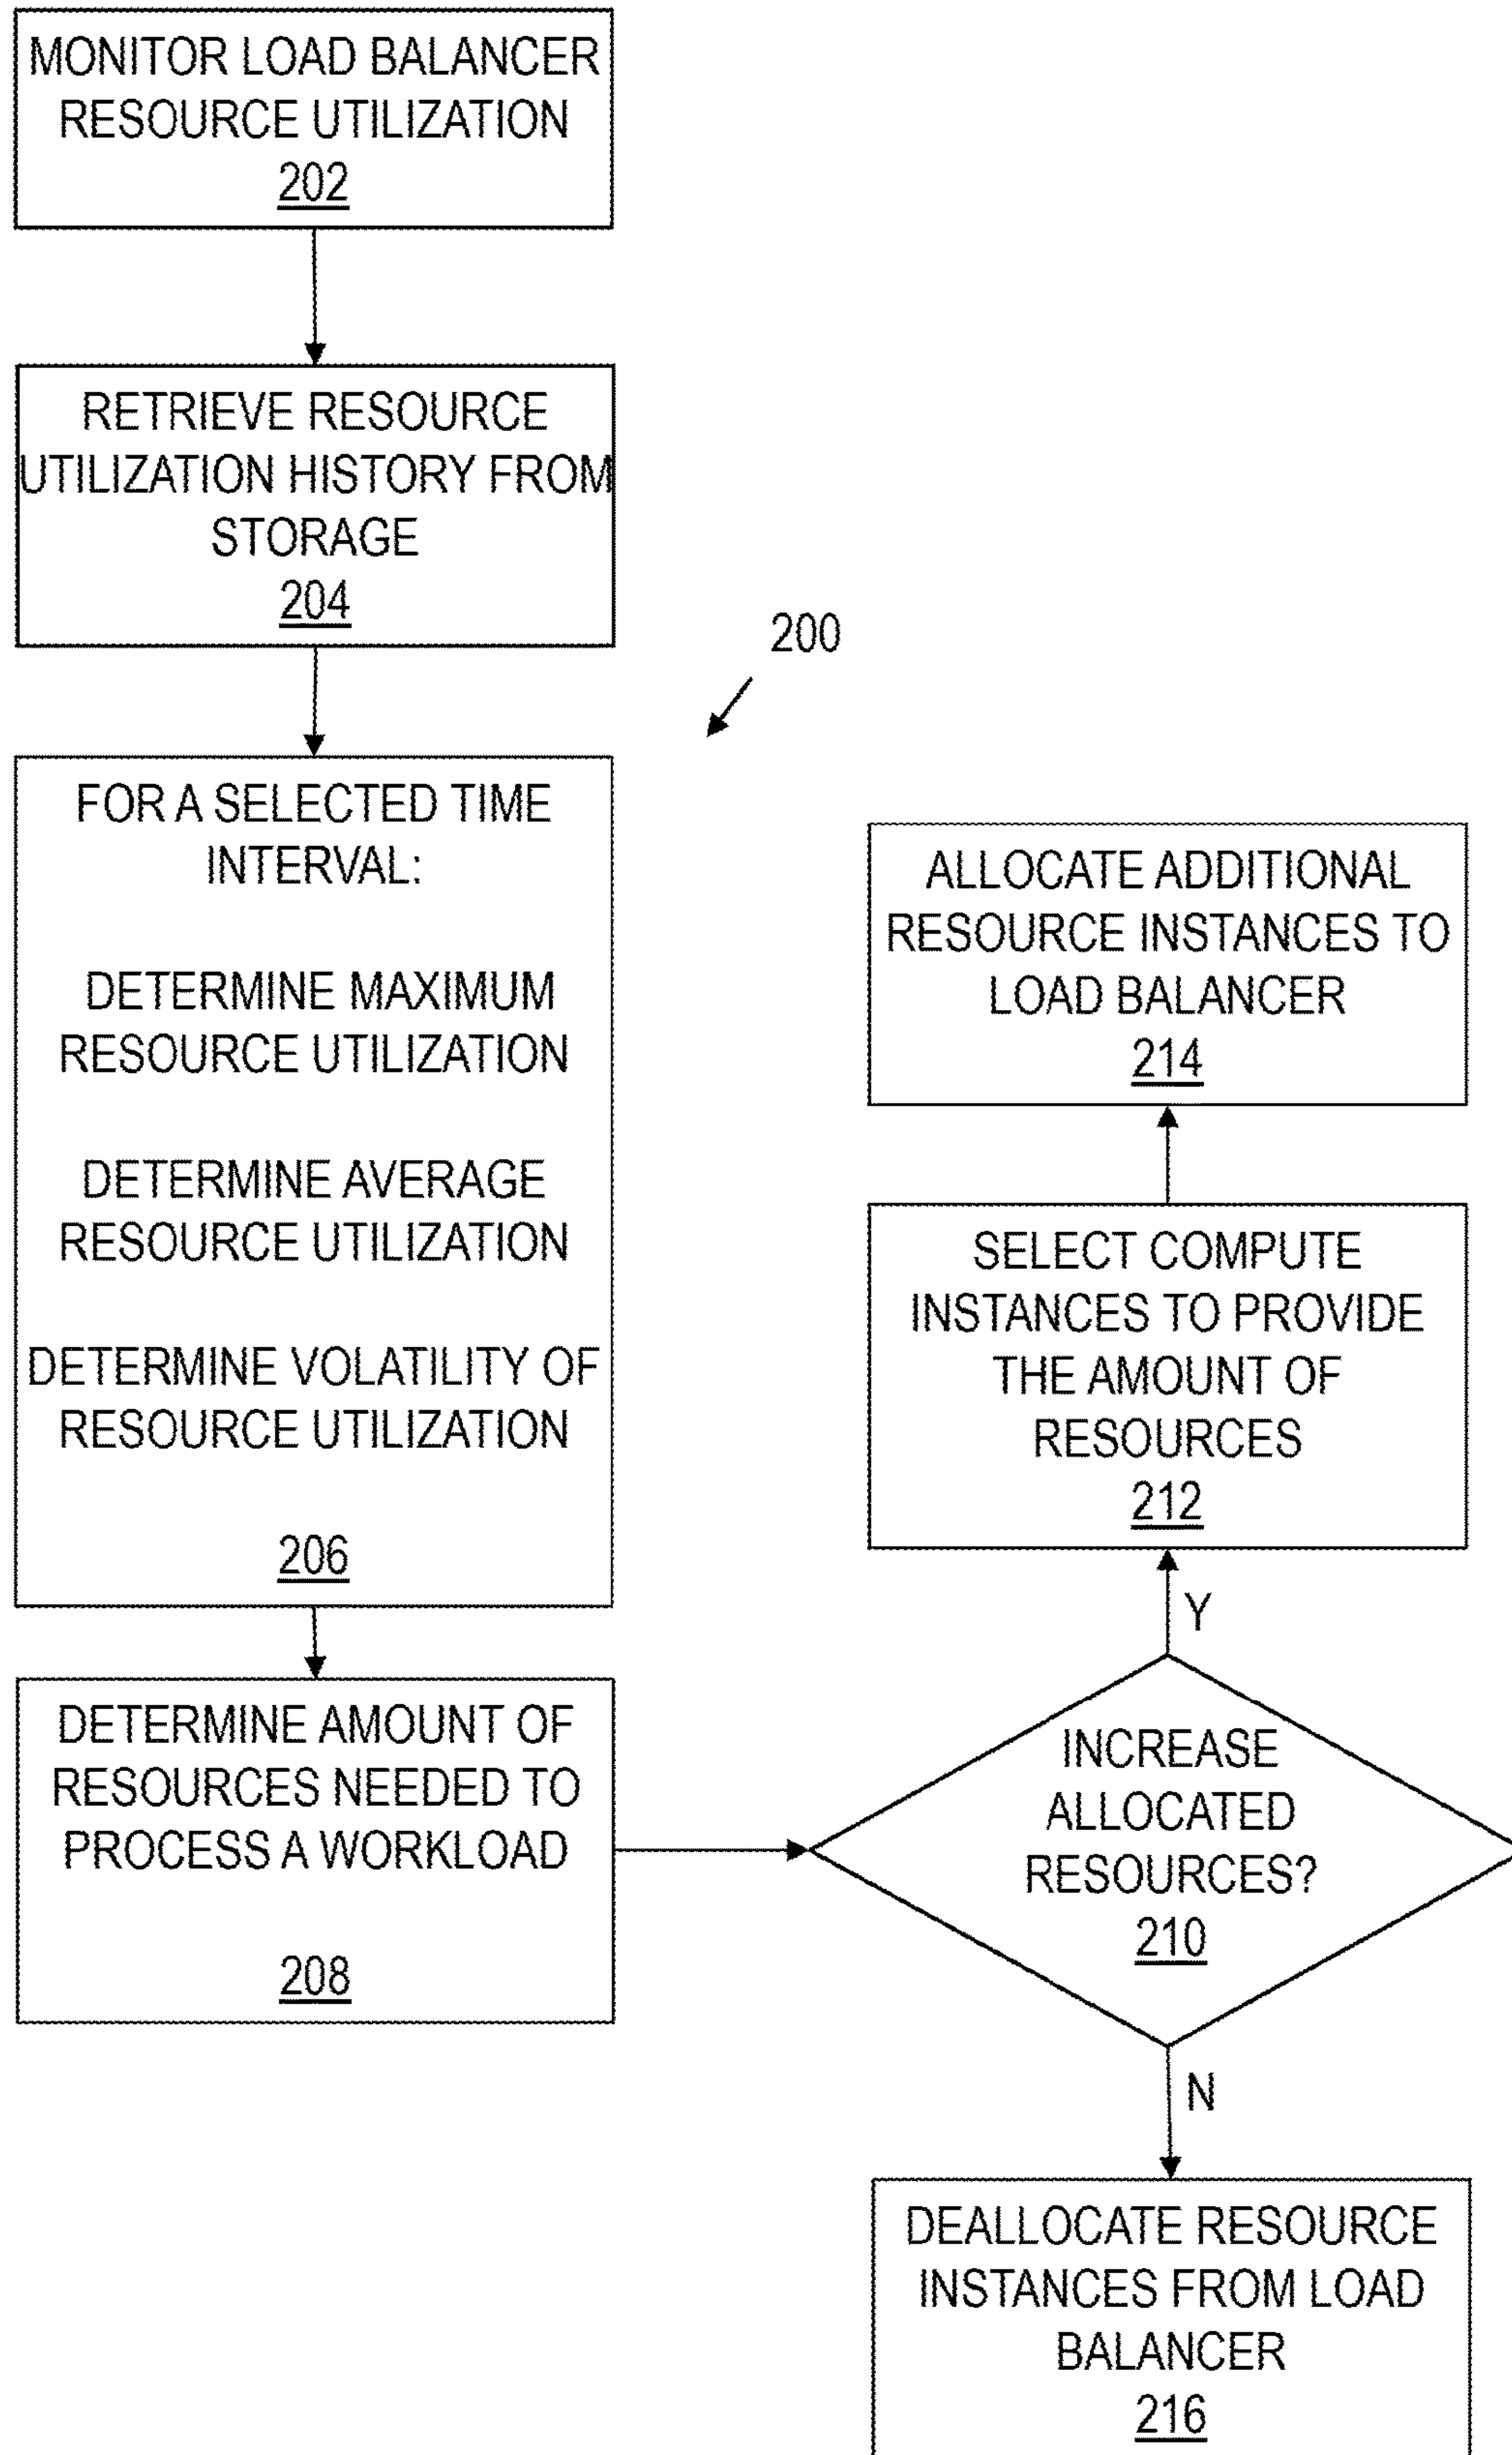 MONITOR LOAD BALANCER
RESOURCE UTILIZATION
202
RETRIEVE RESOURCE
UTILIZATION HISTORY FROM
STORAGE
204
200
FOR A SELECTED TIME
INTERVAL:
DETERMINE MAXIMUM
RESOURCE UTILIZATION
DETERMINE AVERAGE
RESOURCE UTILIZATION
DETERMINE VOLATILITY OF
RESOURCE UTILIZATION
206
DETERMINE AMOUNT OF
RESOURCES NEEDED TO
PROCESS A WORKLOAD
208
ALLOCATE ADDITIONAL
RESOURCE INSTANCES TO
LOAD BALANCER
214
SELECT COMPUTE
INSTANCES TO PROVIDE
THE AMOUNT OF
RESOURCES
212
Y
INCREASE
ALLOCATED
RESOURCES?
210
N
DEALLOCATE RESOURCE
INSTANCES FROM LOAD
BALANCER
216